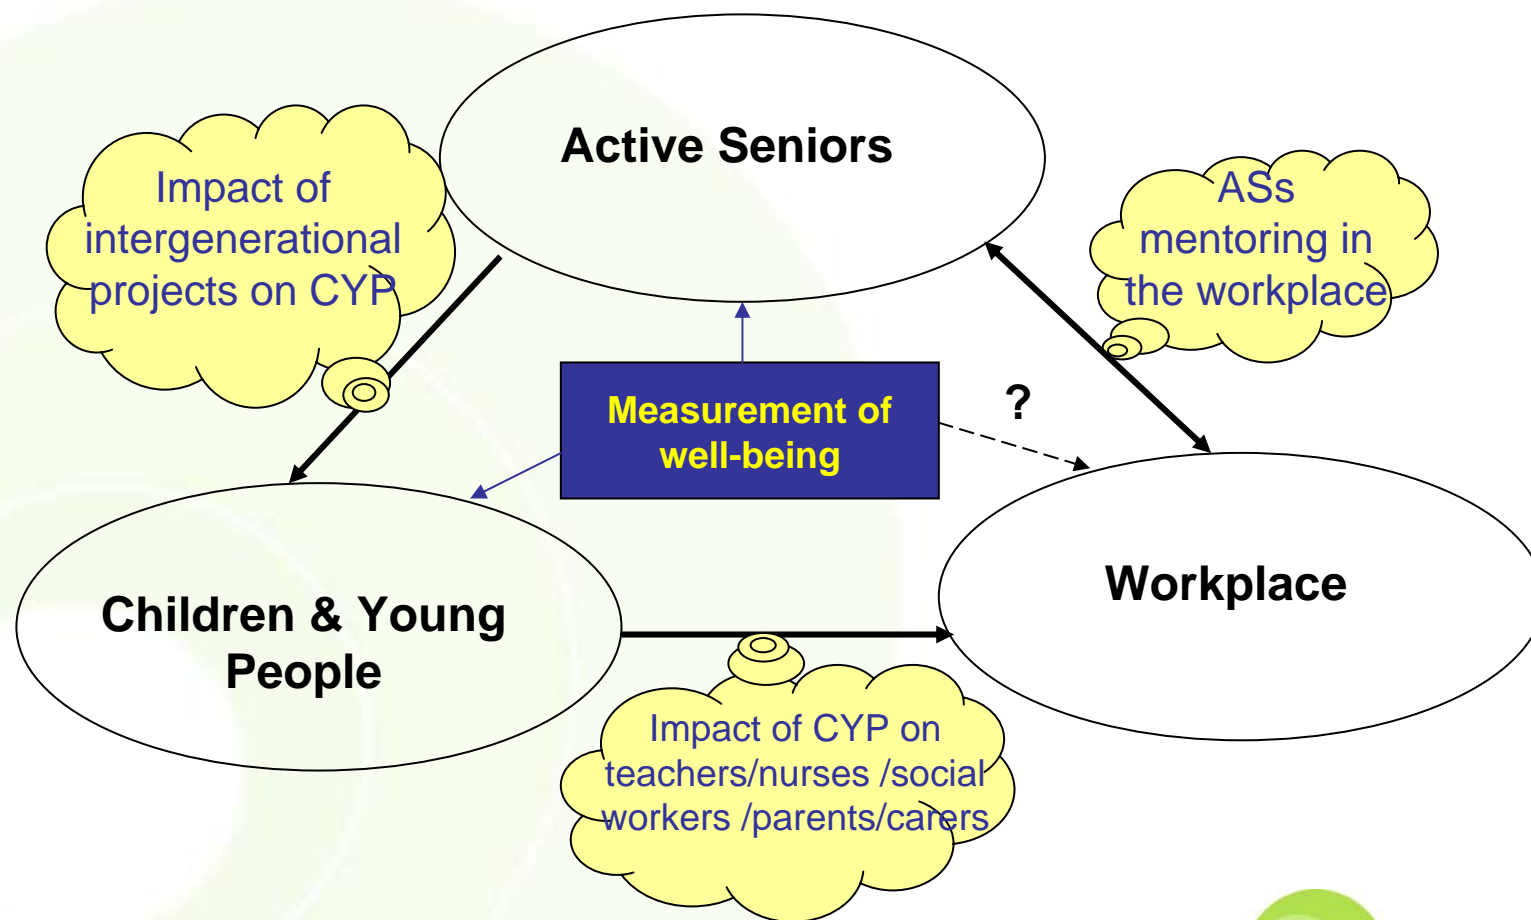 Active Seniors
Impact of
intergenerational
projects on CYP
ASs
mentoring in
the workplace
Measurement of
well-being
?
Children & Young
People
Workplace
Impact of CYP on
teachers/nurses /social
workers /parents/carers